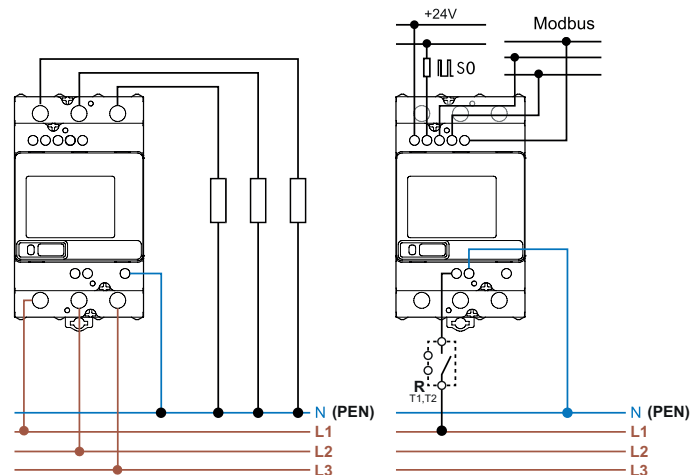 +24V
Modbus
S0
R
T1,T2
N (PEN)
L1
L2
L3
N (PEN)
L1
L2
L3